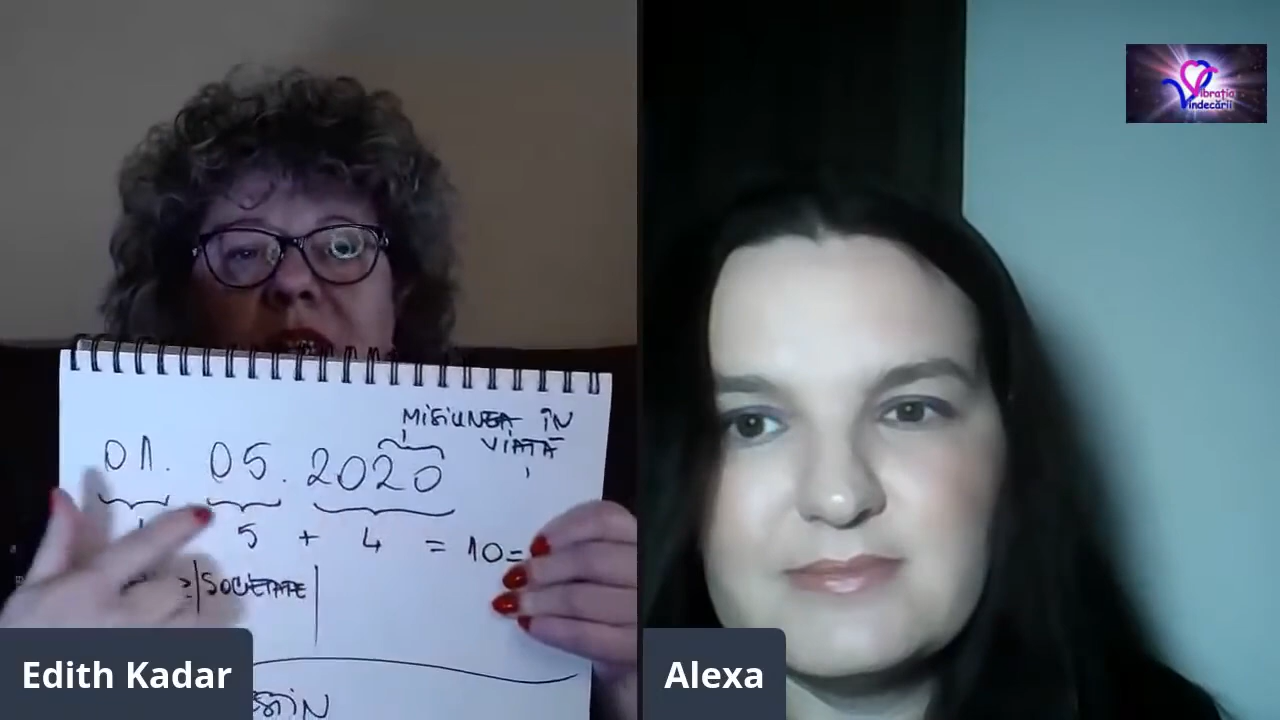 Vibrația
Vindecării
MISIUNEA ÎN
VIAȚĂ
01. 05. 2020
5 + 4 = 10=
SOCIETATE
Edith Kadar
Alexa